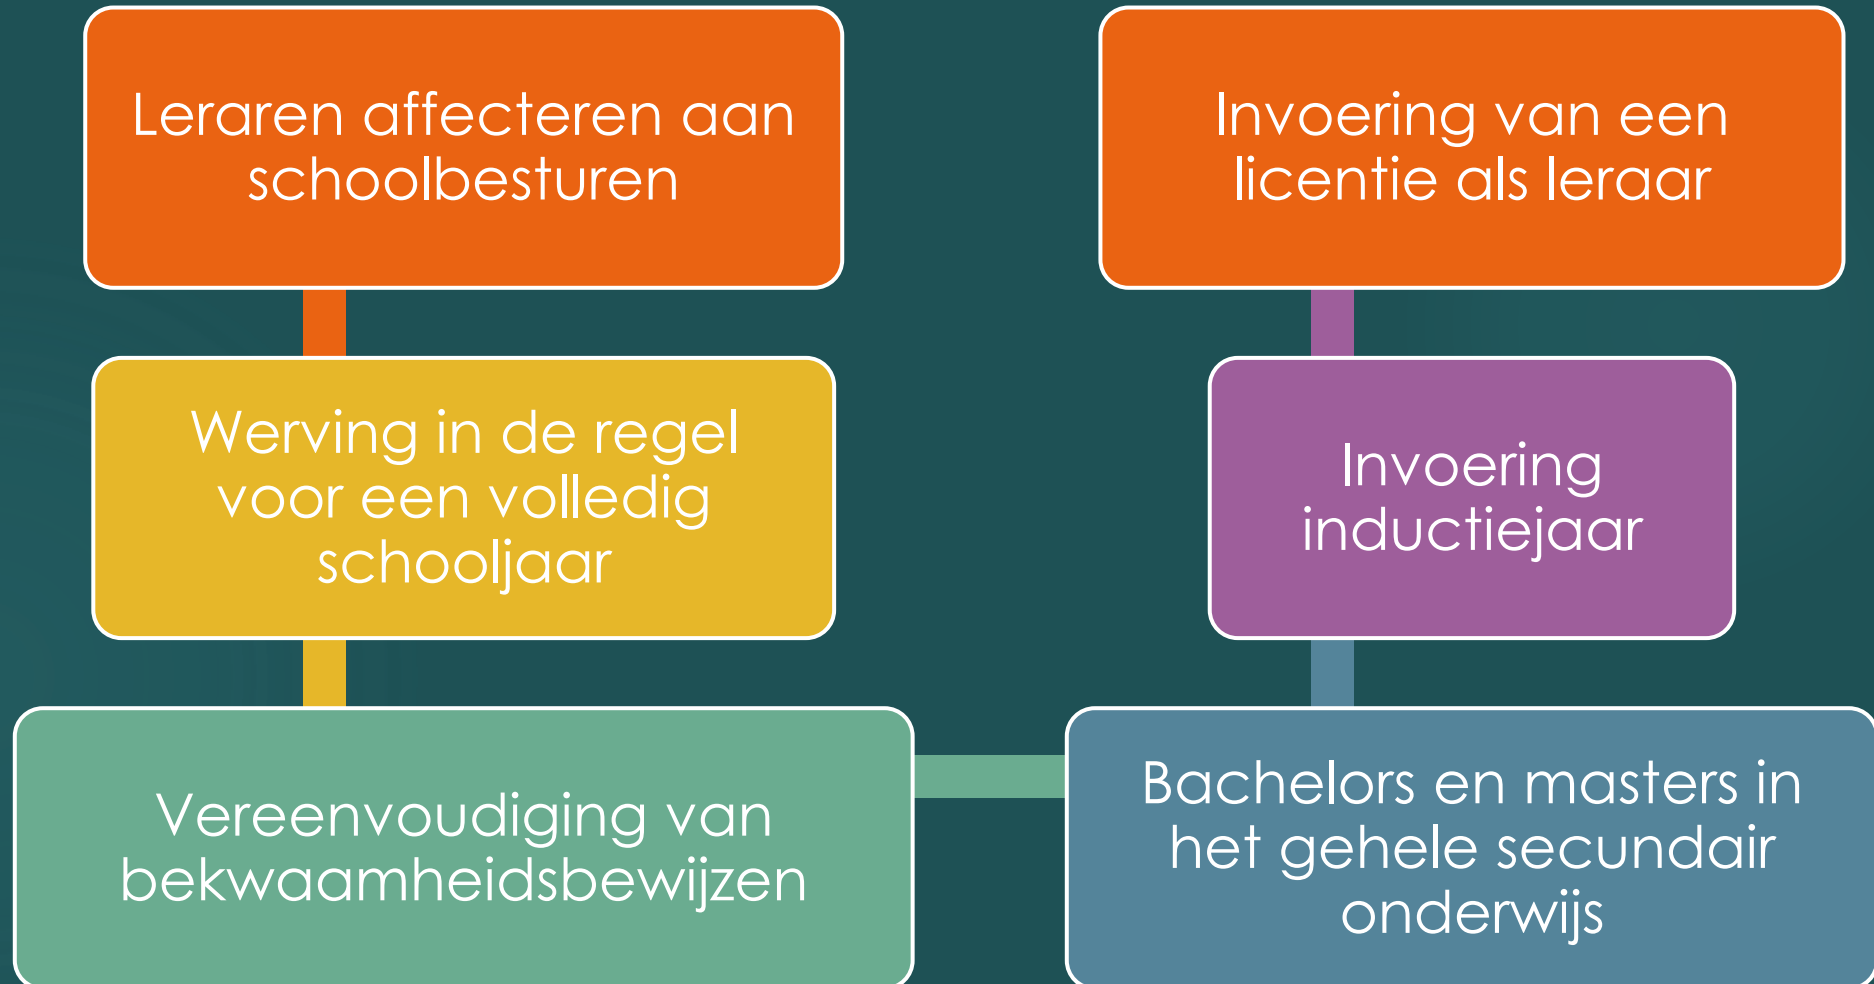 Leraren affecteren aan
schoolbesturen
Werving in de regel
voor een volledig
schooljaar
Vereenvoudiging van
bekwaamheidsbewijzen
Bachelors en masters in
het gehele secundair
onderwijs
Invoering
inductiejaar
Invoering van een
licentie als leraar